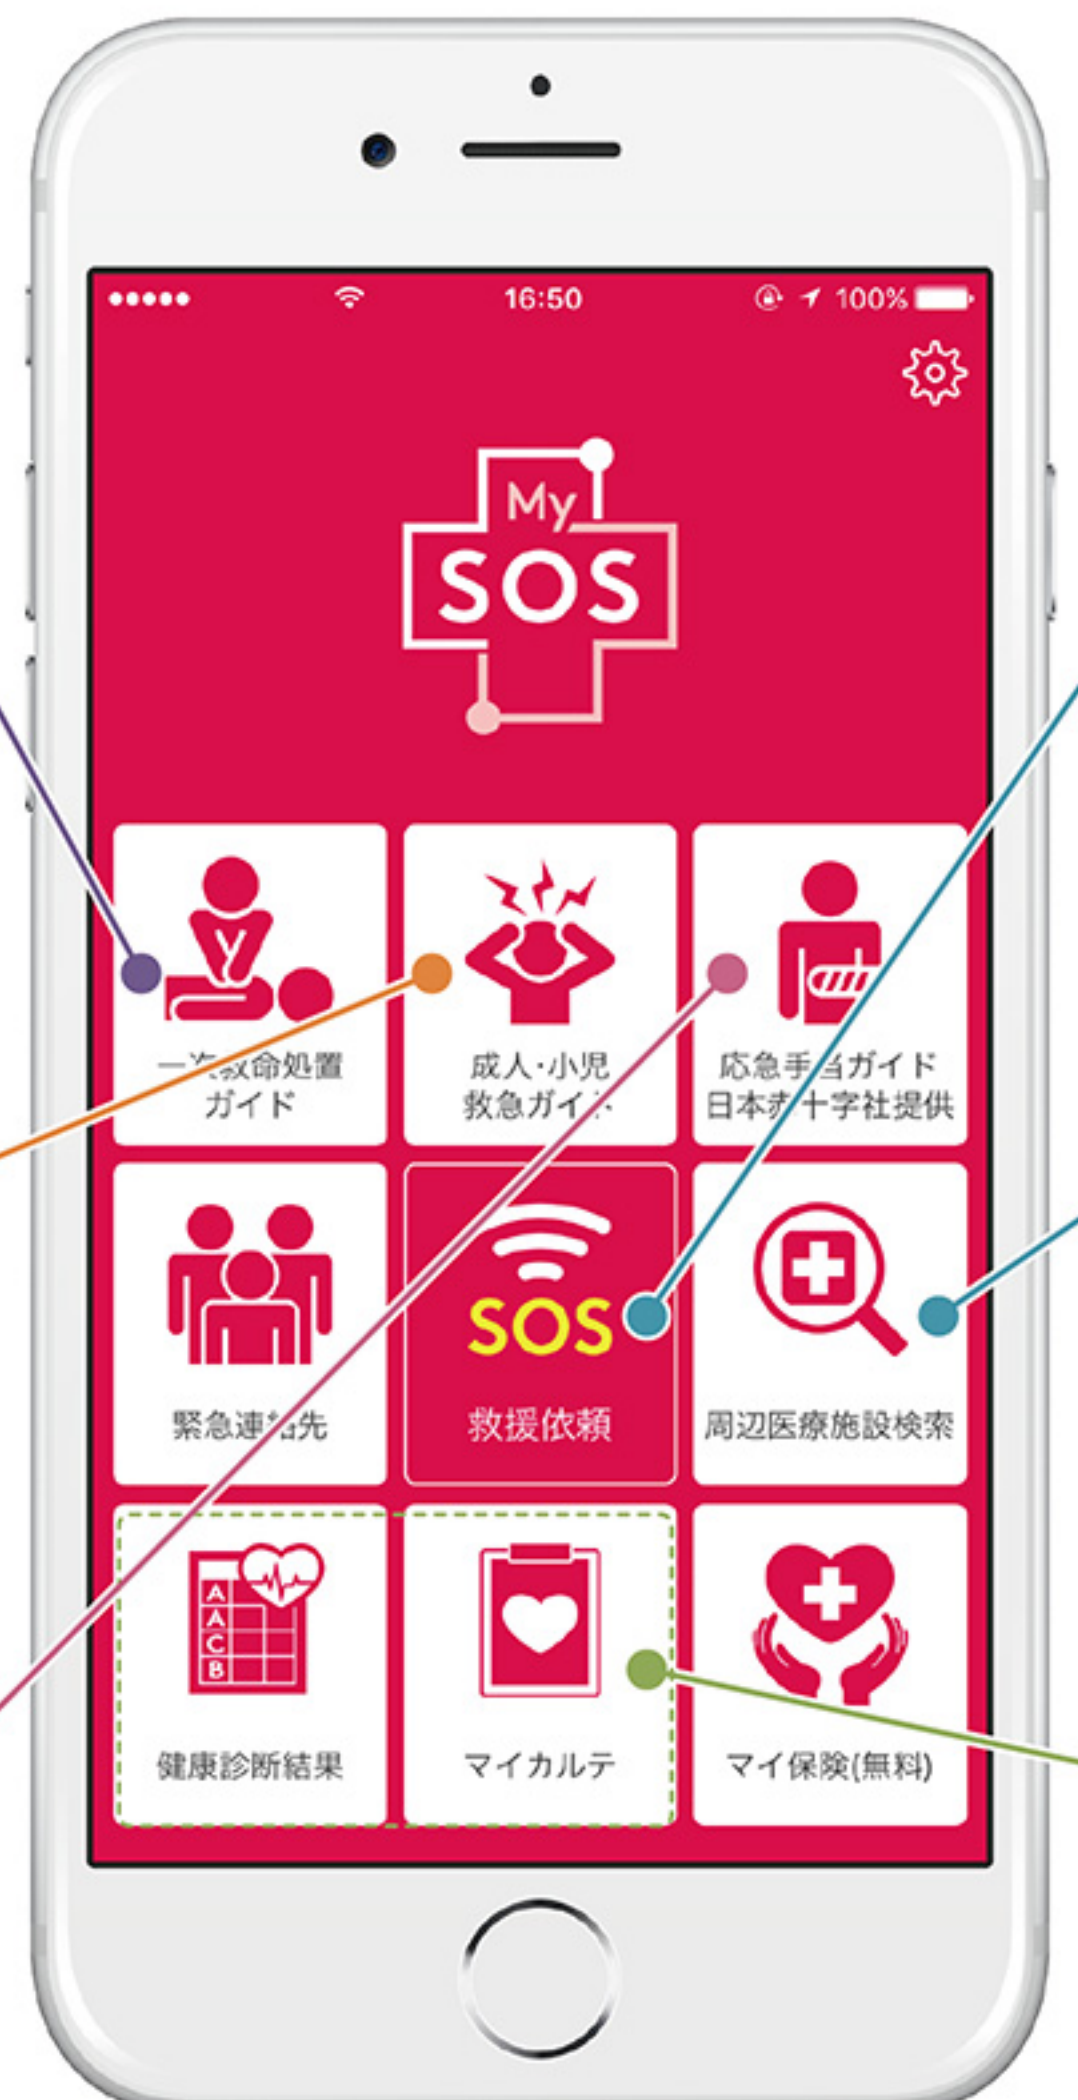 16:50
100%
My
SOS
一次救命処置
ガイド
成人・小児
救急ガイド
応急手当ガイド
日本赤十字社提供
緊急連絡先
SOS
救援依頼
周辺医療施設検索
A
A
C
B
健康診断結果
マイカルテ
マイ保険(無料)